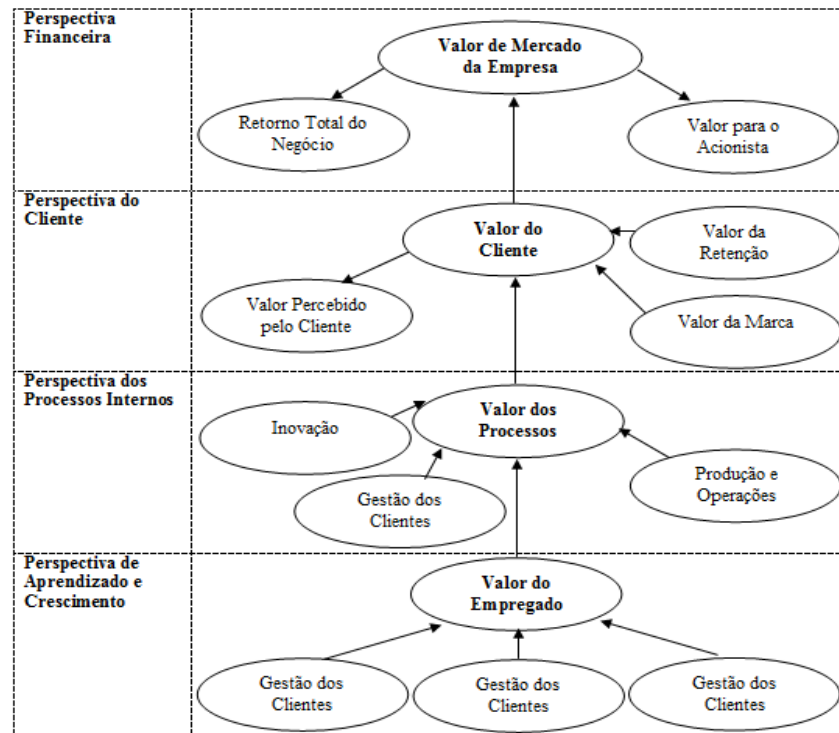 Perspectiva
Financeira
Valor de Mercado
da Empresa
Retorno Total do
Negócio
Valor para o
Acionista
Perspectiva do
Cliente
Valor do
Cliente
Valor da
Retenção
Valor Percebido
pelo Cliente
Valor da Marca
Perspectiva dos
Processos Internos
Valor dos
Processos
Inovação
Gestão dos
Clientes
Produção e
Operações
Perspectiva de
Aprendizado e
Crescimento
Valor do
Empregado
Gestão dos
Clientes
Gestão dos
Clientes
Gestão dos
Clientes